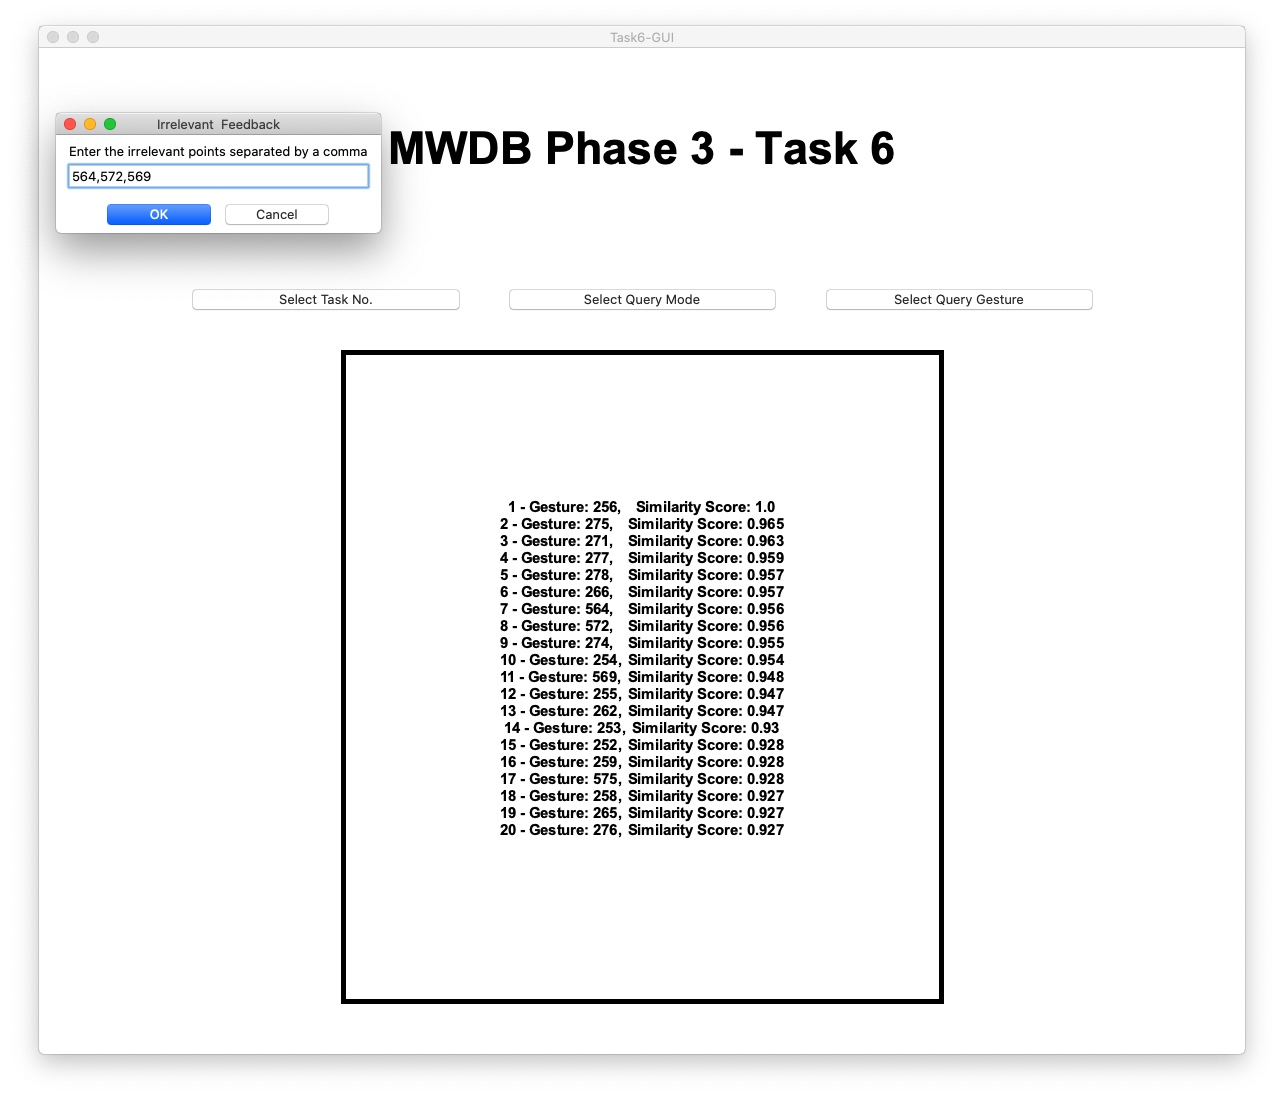 Task6-GUI
Irrelevant  Feedback
Enter the irrelevant points separated by a comma
564,572,569
OK Cancel
MWDB Phase 3 - Task 6
Select Task No. Select Query Mode Select Query Gesture
1 - Gesture: 256, Similarity Score: 1.0
2 - Gesture: 275, Similarity Score: 0.965
3 - Gesture: 271, Similarity Score: 0.963
4 - Gesture: 277, Similarity Score: 0.959
5 - Gesture: 278, Similarity Score: 0.957
6 - Gesture: 266, Similarity Score: 0.957
7 - Gesture: 564, Similarity Score: 0.956
8 - Gesture: 572, Similarity Score: 0.956
9 - Gesture: 274, Similarity Score: 0.955
10 - Gesture: 254, Similarity Score: 0.954
11 - Gesture: 569, Similarity Score: 0.948
12 - Gesture: 255, Similarity Score: 0.947
13 - Gesture: 262, Similarity Score: 0.947
14 - Gesture: 253, Similarity Score: 0.93
15 - Gesture: 252, Similarity Score: 0.928
16 - Gesture: 259, Similarity Score: 0.928
17 - Gesture: 575, Similarity Score: 0.928
18 - Gesture: 258, Similarity Score: 0.927
19 - Gesture: 265, Similarity Score: 0.927
20 - Gesture: 276, Similarity Score: 0.927